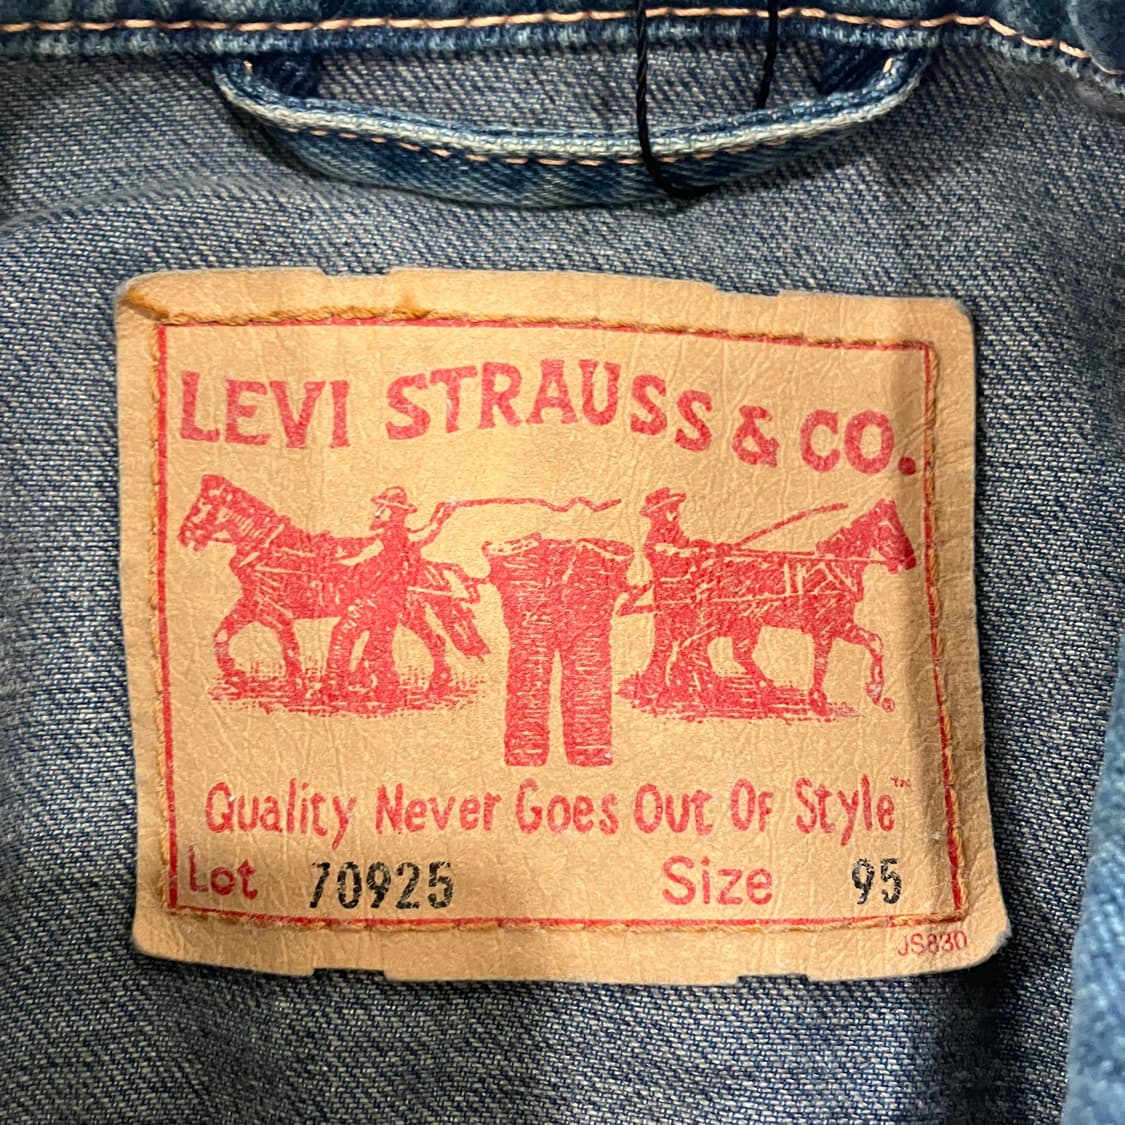 LEVI STRAUSS & CO.
Quality Never Goes Out Of Style™
Lot 70925 Size 95
JS830